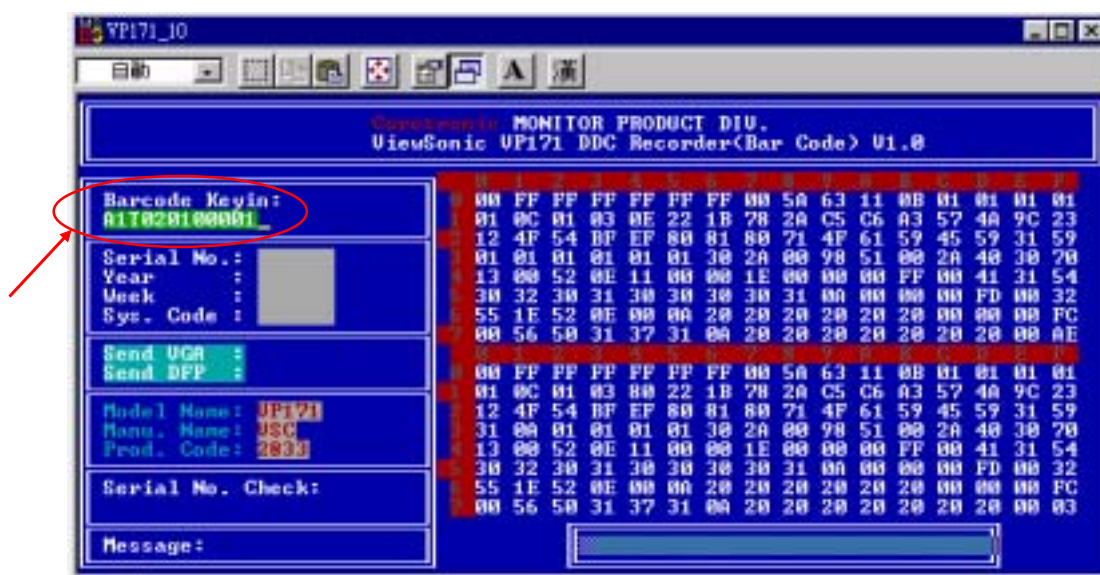 VP171_10
自動
A 漢
Coretronic MONITOR PRODUCT DIV.
ViewSonic VP171 DDC Recorder(Bar Code) V1.0
Barcode Keyin:
A1T020100001_
Serial No.:
Year :
Week :
Sys. Code :
Send VGA :
Send DFP :
Model Name: VP171
Manu. Name: VSC
Prod. Code: 2833
Serial No. Check:
Message:
00 FF FF FF FF FF FF 00 5A 63 11 0B 01 01 01 01
01 0C 01 03 0E 22 1B 78 2A C5 C6 A3 57 4A 9C 23
12 4F 54 BF EF 80 81 80 71 4F 61 59 45 59 31 59
01 01 01 01 01 01 30 2A 00 98 51 00 2A 40 30 70
13 00 52 0E 11 00 00 1E 00 00 00 FF 00 41 31 54
30 32 30 31 30 30 30 30 31 0A 00 00 00 FD 00 32
55 1E 52 0E 00 0A 20 20 20 20 20 20 00 00 00 FC
00 56 50 31 37 31 0A 20 20 20 20 20 20 20 00 AE
00 FF FF FF FF FF FF 00 5A 63 11 0B 01 01 01 01
01 0C 01 03 80 22 1B 78 2A C5 C6 A3 57 4A 9C 23
12 4F 54 BF EF 80 81 80 71 4F 61 59 45 59 31 59
31 0A 01 01 01 01 30 2A 00 98 51 00 2A 40 30 70
13 00 52 0E 11 00 00 1E 00 00 00 FF 00 41 31 54
30 32 30 31 30 30 30 30 31 0A 00 00 00 FD 00 32
55 1E 52 0E 00 0A 20 20 20 20 20 20 00 00 00 FC
00 56 50 31 37 31 0A 20 20 20 20 20 20 20 00 03